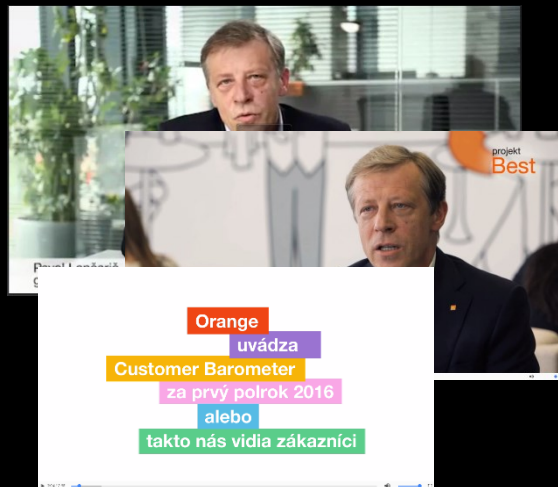 projekt
Best
Orange
uvádza
Customer Barometer
za prvý polrok 2016
alebo
takto nás vidia zákazníci